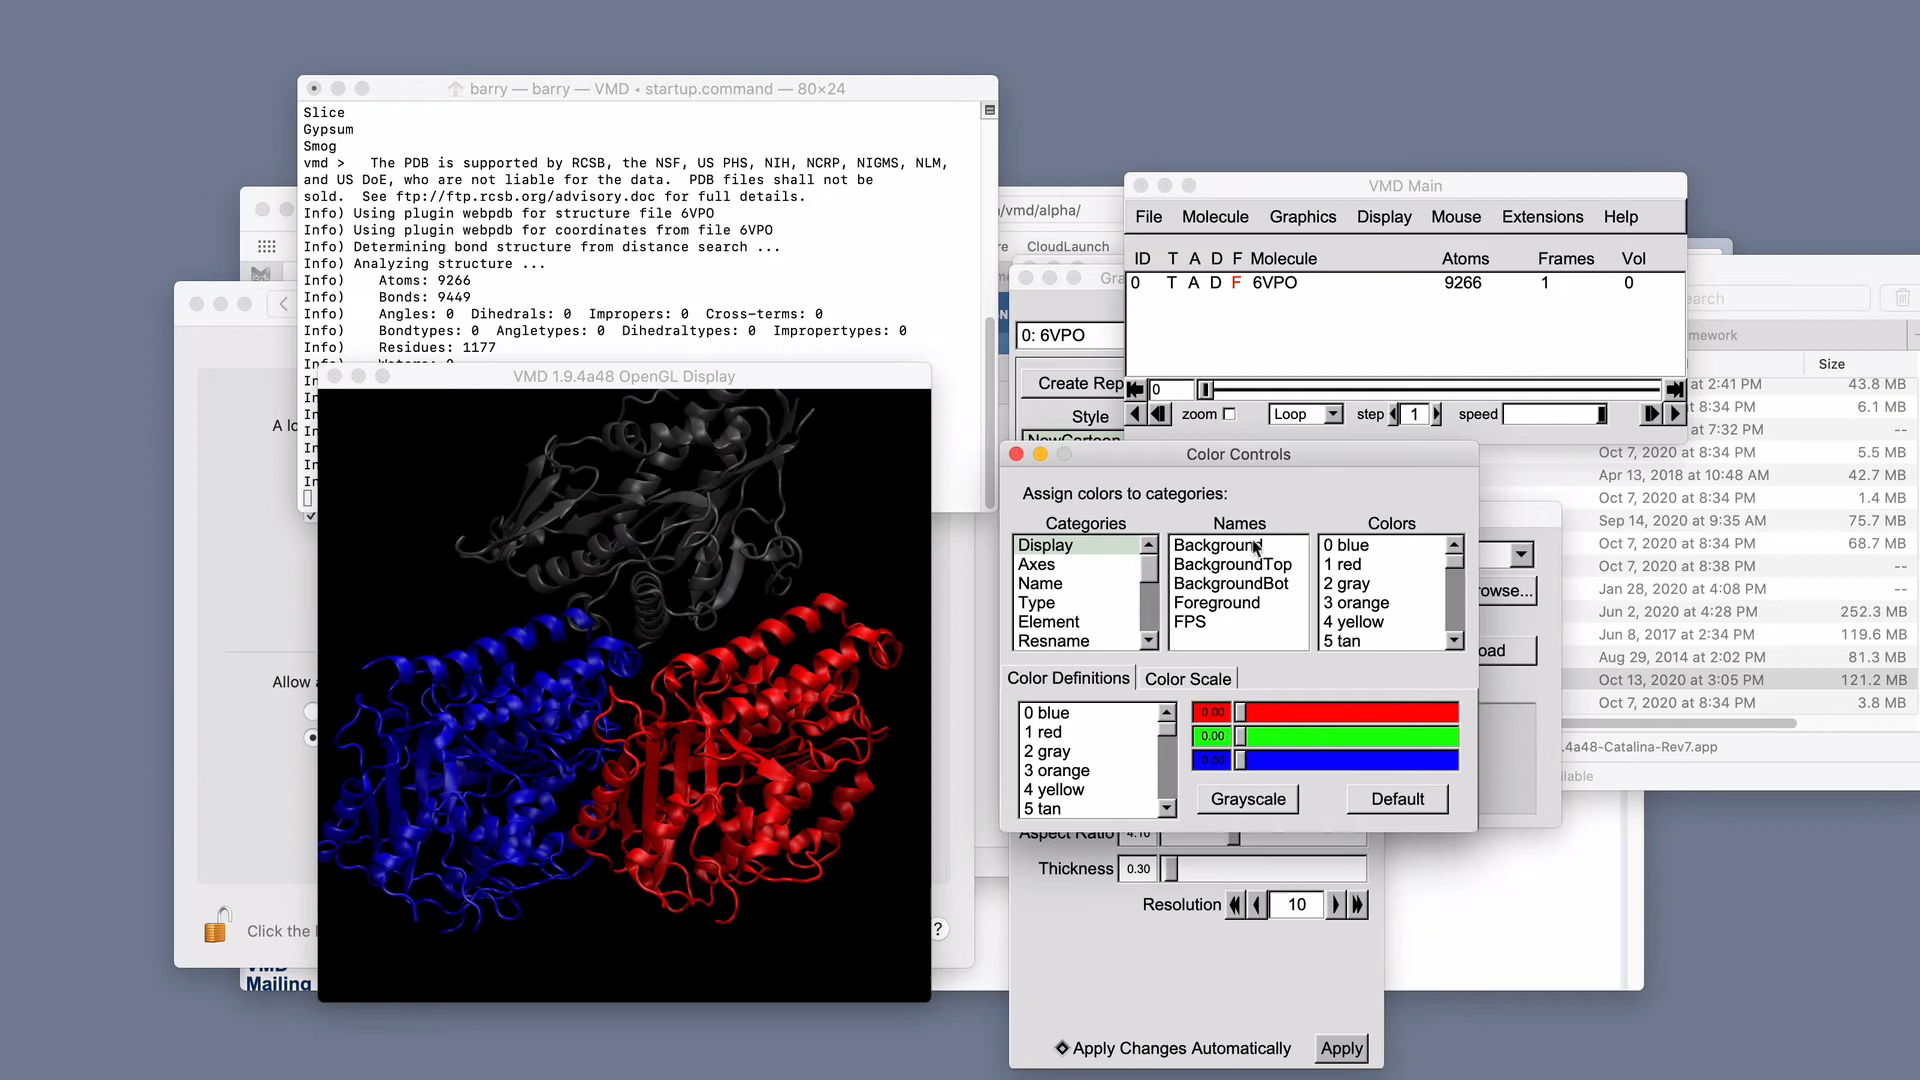 barry — barry — VMD ◂ startup.command — 80×24
Slice
Gypsum
Smog
vmd >   The PDB is supported by RCSB, the NSF, US PHS, NIH, NCRP, NIGMS, NLM,
and US DoE, who are not liable for the data.  PDB files shall not be
sold.  See ftp://ftp.rcsb.org/advisory.doc for full details.
Info) Using plugin webpdb for structure file 6VPO
Info) Using plugin webpdb for coordinates from file 6VPO
Info) Determining bond structure from distance search ...
Info) Analyzing structure ...
Info)    Atoms: 9266
Info)    Bonds: 9449
Info)    Angles: 0  Dihedrals: 0  Impropers: 0  Cross-terms: 0
Info)    Bondtypes: 0  Angletypes: 0  Dihedraltypes: 0  Impropertypes: 0
Info)    Residues: 1177
VMD 1.9.4a48 OpenGL Display
/vmd/alpha/
CloudLaunch
VMD Main
File Molecule Graphics Display Mouse Extensions Help
ID T A D F Molecule Atoms Frames Vol
0 T A D F 6VPO 9266 1 0
0
zoom Loop step 1 speed
0: 6VPO
Create Rep
Style
NewCartoon
Color Controls
Assign colors to categories:
Categories Names Colors
Display Background 0 blue
Axes BackgroundTop 1 red
Name BackgroundBot 2 gray
Type Foreground 3 orange
Element FPS 4 yellow
Resname 5 tan
Color Definitions Color Scale
0 blue 0.00
1 red 0.00
2 gray 0.00
3 orange
4 yellow Grayscale Default
5 tan
Aspect Ratio 4.10
Thickness 0.30
Resolution 10
Apply Changes Automatically Apply
owse...
oad
earch
mework
Size
at 2:41 PM 43.8 MB
at 8:34 PM 6.1 MB
at 7:32 PM --
Oct 7, 2020 at 8:34 PM 5.5 MB
Apr 13, 2018 at 10:48 AM 42.7 MB
Oct 7, 2020 at 8:34 PM 1.4 MB
Sep 14, 2020 at 9:35 AM 75.7 MB
Oct 7, 2020 at 8:34 PM 68.7 MB
Oct 7, 2020 at 8:38 PM --
Jan 28, 2020 at 4:08 PM --
Jun 2, 2020 at 4:28 PM 252.3 MB
Jun 8, 2017 at 2:34 PM 119.6 MB
Aug 29, 2014 at 2:02 PM 81.3 MB
Oct 13, 2020 at 3:05 PM 121.2 MB
Oct 7, 2020 at 8:34 PM 3.8 MB
.4a48-Catalina-Rev7.app
ilable
A lo
Allow a
Click the l
?
VMD
Mailing